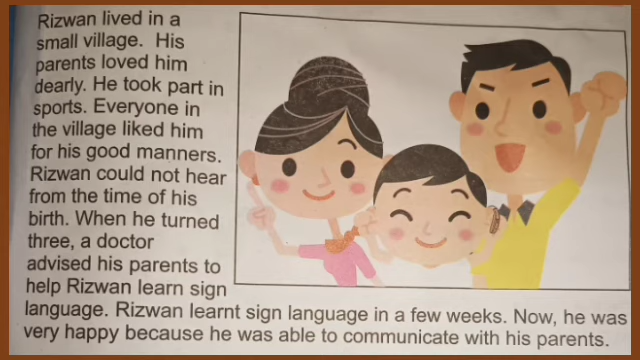 Rizwan lived in a
small village. His
parents loved him
dearly. He took part in
sports. Everyone in
the village liked him
for his good manners.
Rizwan could not hear
from the time of his
birth. When he turned
three, a doctor
advised his parents to
help Rizwan learn sign
language. Rizwan learnt sign language in a few weeks. Now, he was
very happy because he was able to communicate with his parents.